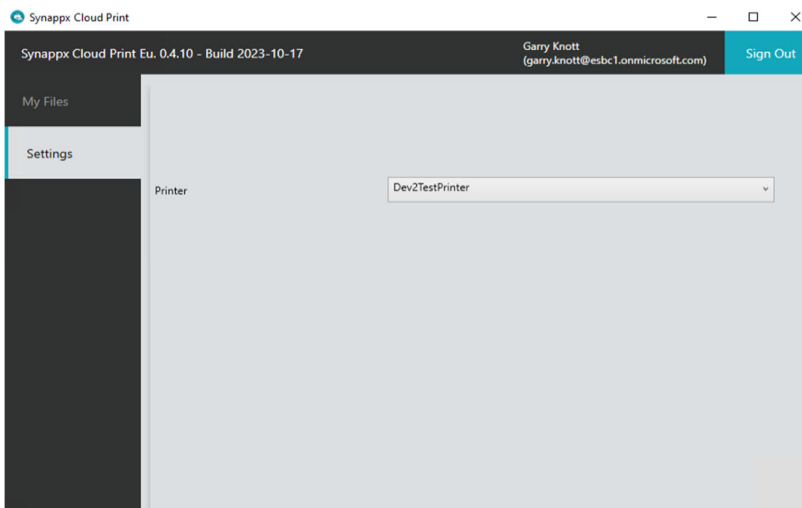 Synappx Cloud Print
Synappx Cloud Print Eu. 0.4.10 - Build 2023-10-17
Garry Knott
(garry.knott@esbc1.onmicrosoft.com)
Sign Out
My Files
Settings
Printer
Dev2TestPrinter